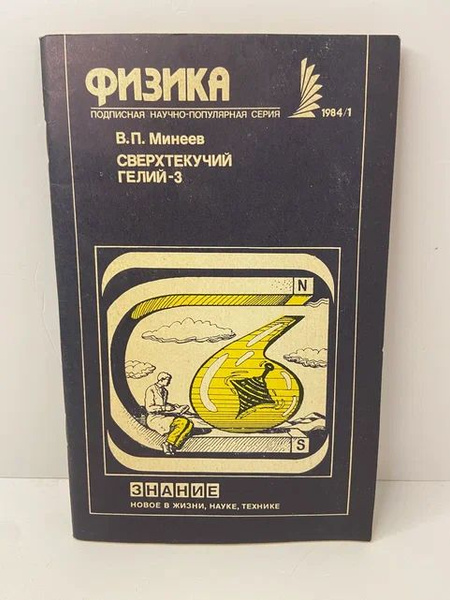 ФИЗИКА
ПОДПИСНАЯ НАУЧНО-ПОПУЛЯРНАЯ СЕРИЯ
1984/1
В.П. Минеев
СВЕРХТЕКУЧИЙ
ГЕЛИЙ-3
N
S
ЗНАНИЕ
НОВОЕ В ЖИЗНИ, НАУКЕ, ТЕХНИКЕ